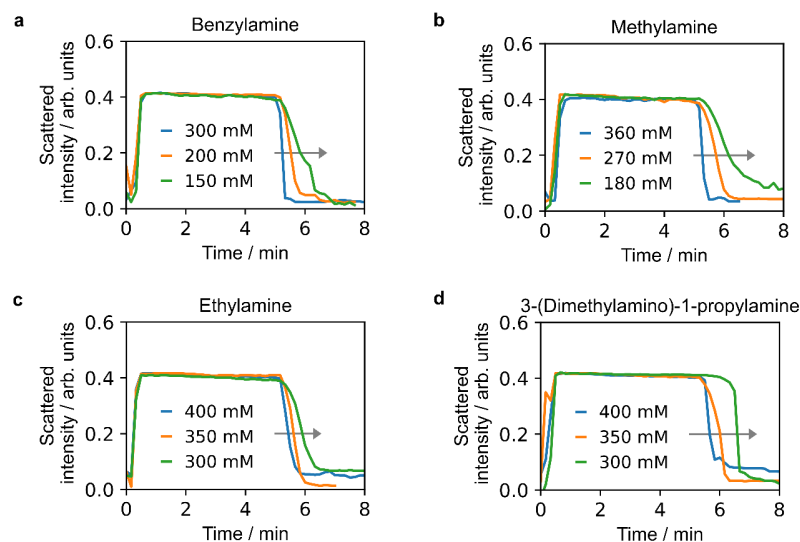 a
Benzylamine
Scattered
intensity / arb. units
0.6
0.4
0.2
0.0
300 mM
200 mM
150 mM
0 2 4 6 8
Time / min
b
Methylamine
Scattered
intensity / arb. units
0.6
0.4
0.2
0.0
360 mM
270 mM
180 mM
0 2 4 6 8
Time / min
c
Ethylamine
Scattered
intensity / arb. units
0.6
0.4
0.2
0.0
400 mM
350 mM
300 mM
0 2 4 6 8
Time / min
d
3-(Dimethylamino)-1-propylamine
Scattered
intensity / arb. units
0.6
0.4
0.2
0.0
400 mM
350 mM
300 mM
0 2 4 6 8
Time / min